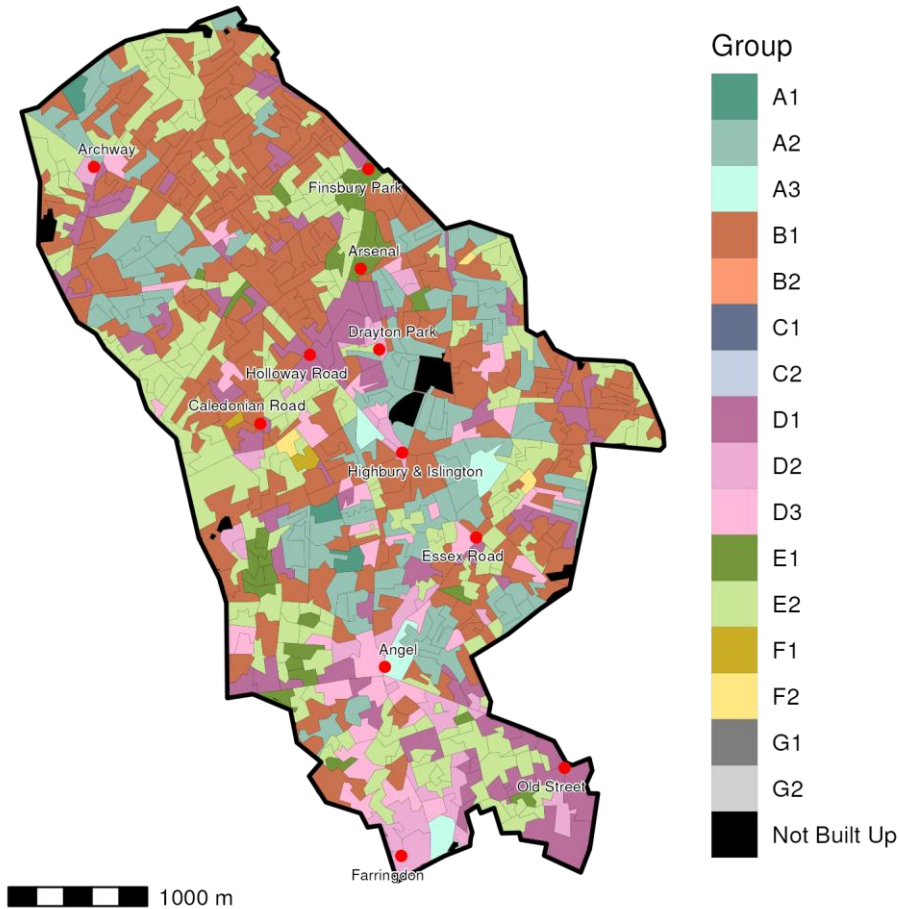 Group
A1
A2
A3
B1
B2
C1
C2
D1
D2
D3
E1
E2
F1
F2
G1
G2
Not Built Up
Archway
Finsbury Park
Arsenal
Drayton Park
Holloway Road
Caledonian Road
Highbury & Islington
Essex Road
Angel
Old Street
Farringdon
1000 m